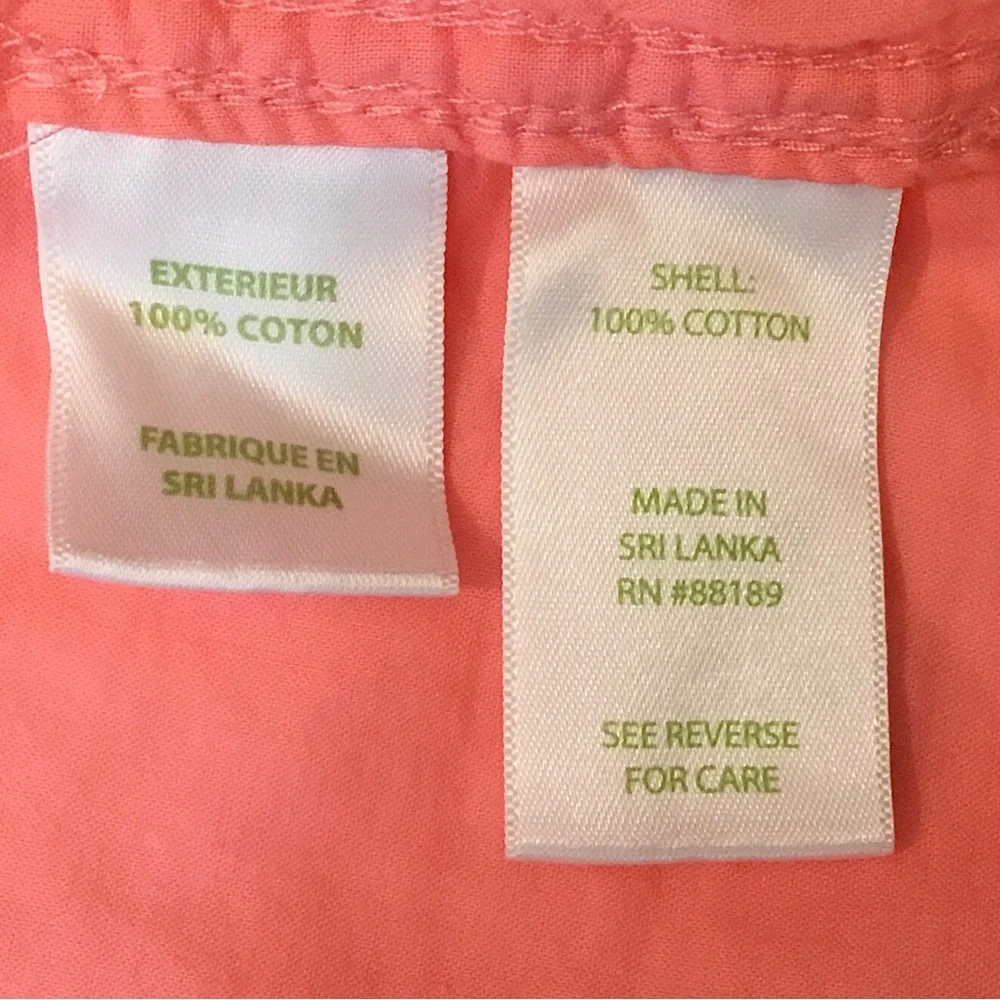 EXTERIEUR
100% COTON
FABRIQUE EN
SRI LANKA
SHELL:
100% COTTON
MADE IN
SRI LANKA
RN #88189
SEE REVERSE
FOR CARE